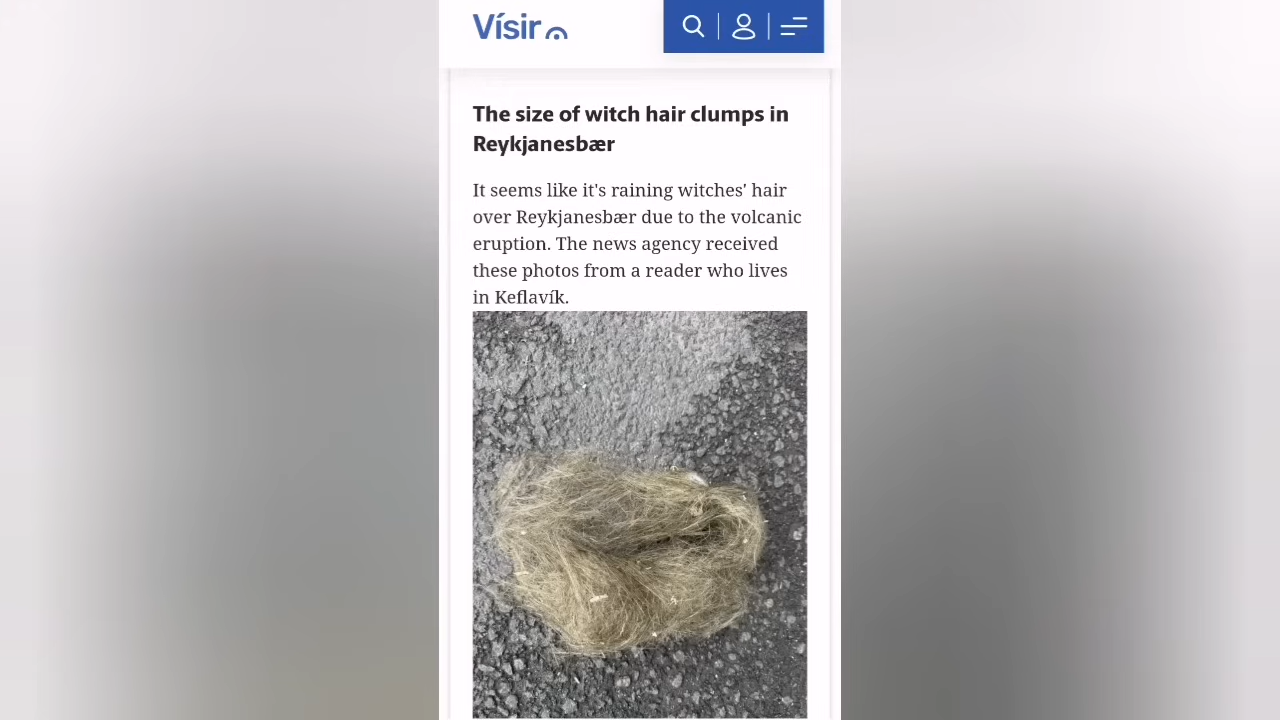 Vísir
The size of witch hair clumps in
Reykjanesbær
It seems like it's raining witches' hair
over Reykjanesbær due to the volcanic
eruption. The news agency received
these photos from a reader who lives
in Keflavík.